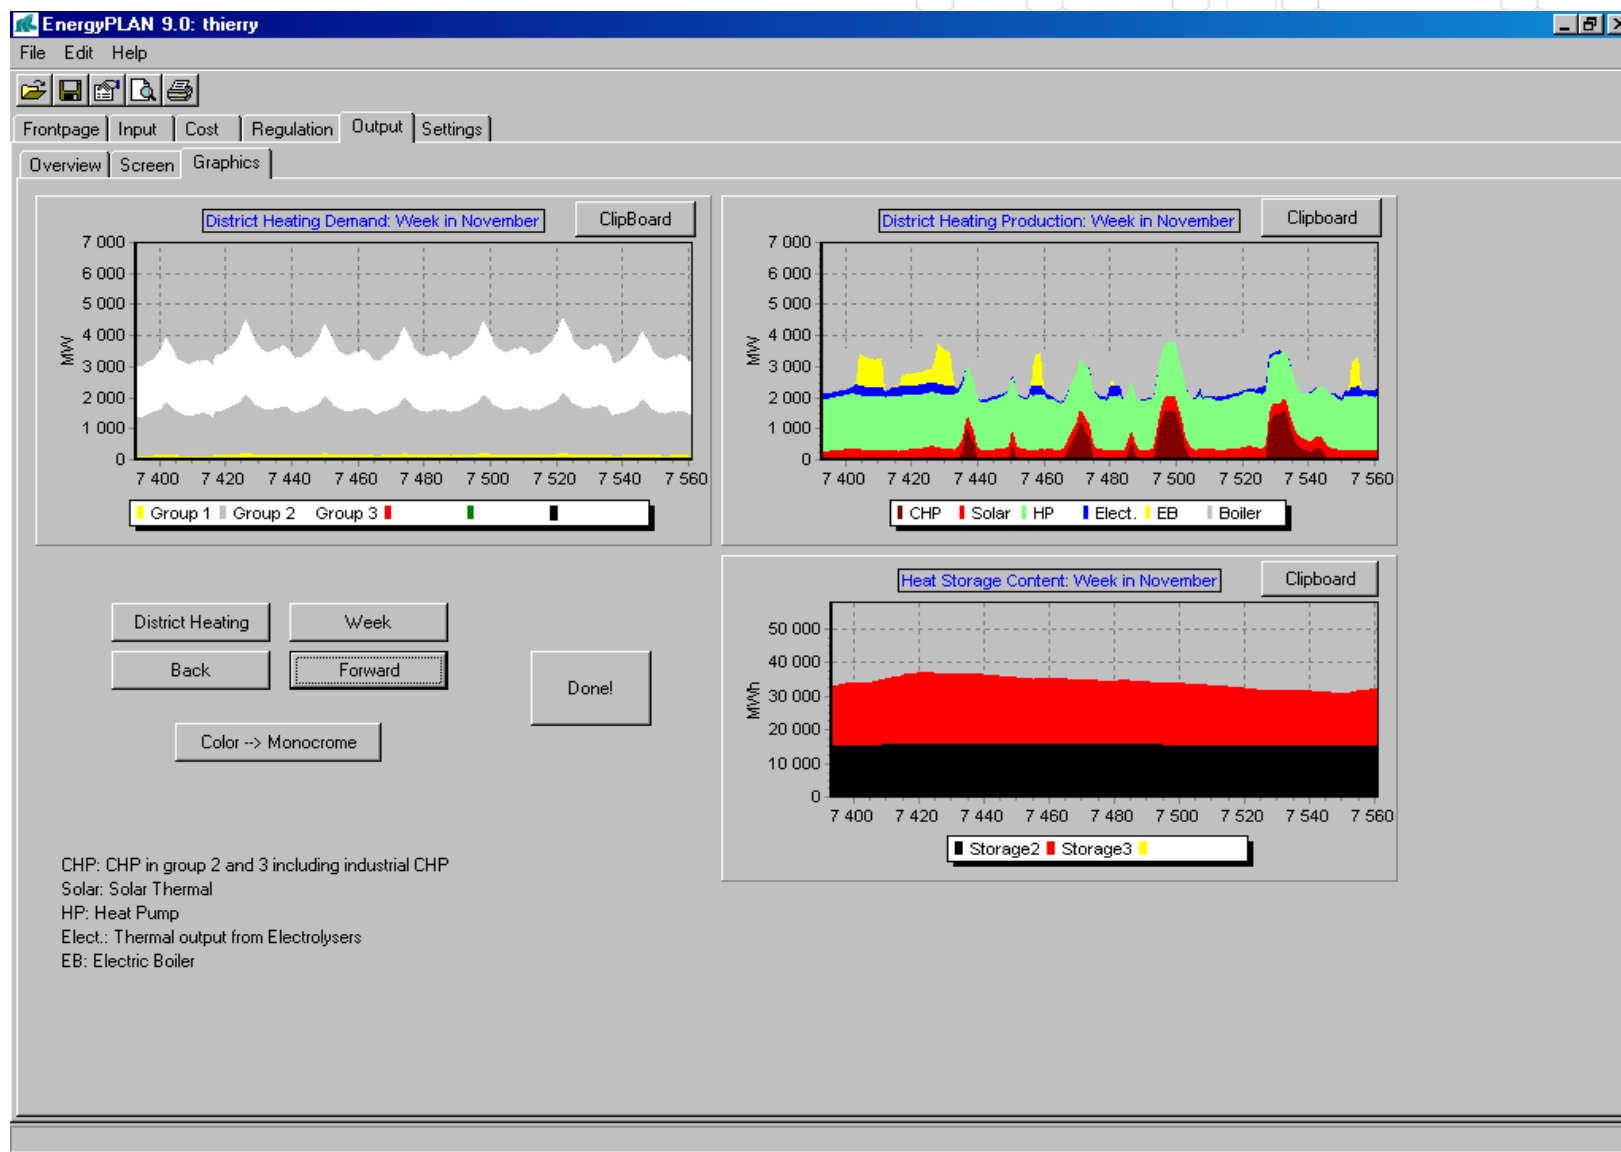 EnergyPLAN 9.0: thierry
File Edit Help
Frontpage Input Cost Regulation Output Settings
Overview Screen Graphics
District Heating Demand: Week in November
ClipBoard
7 000
6 000
5 000
4 000
3 000
2 000
1 000
0
MW
7 400 7 420 7 440 7 460 7 480 7 500 7 520 7 540 7 560
Group 1 Group 2 Group 3
District Heating Production: Week in November
Clipboard
7 000
6 000
5 000
4 000
3 000
2 000
1 000
0
MW
7 400 7 420 7 440 7 460 7 480 7 500 7 520 7 540 7 560
CHP Solar HP Elect. EB Boiler
District Heating Week
Back Forward
Done!
Color --> Monocrome
Heat Storage Content: Week in November
Clipboard
50 000
40 000
30 000
20 000
10 000
0
MWh
7 400 7 420 7 440 7 460 7 480 7 500 7 520 7 540 7 560
Storage2 Storage3
CHP: CHP in group 2 and 3 including industrial CHP
Solar: Solar Thermal
HP: Heat Pump
Elect.: Thermal output from Electrolysers
EB: Electric Boiler